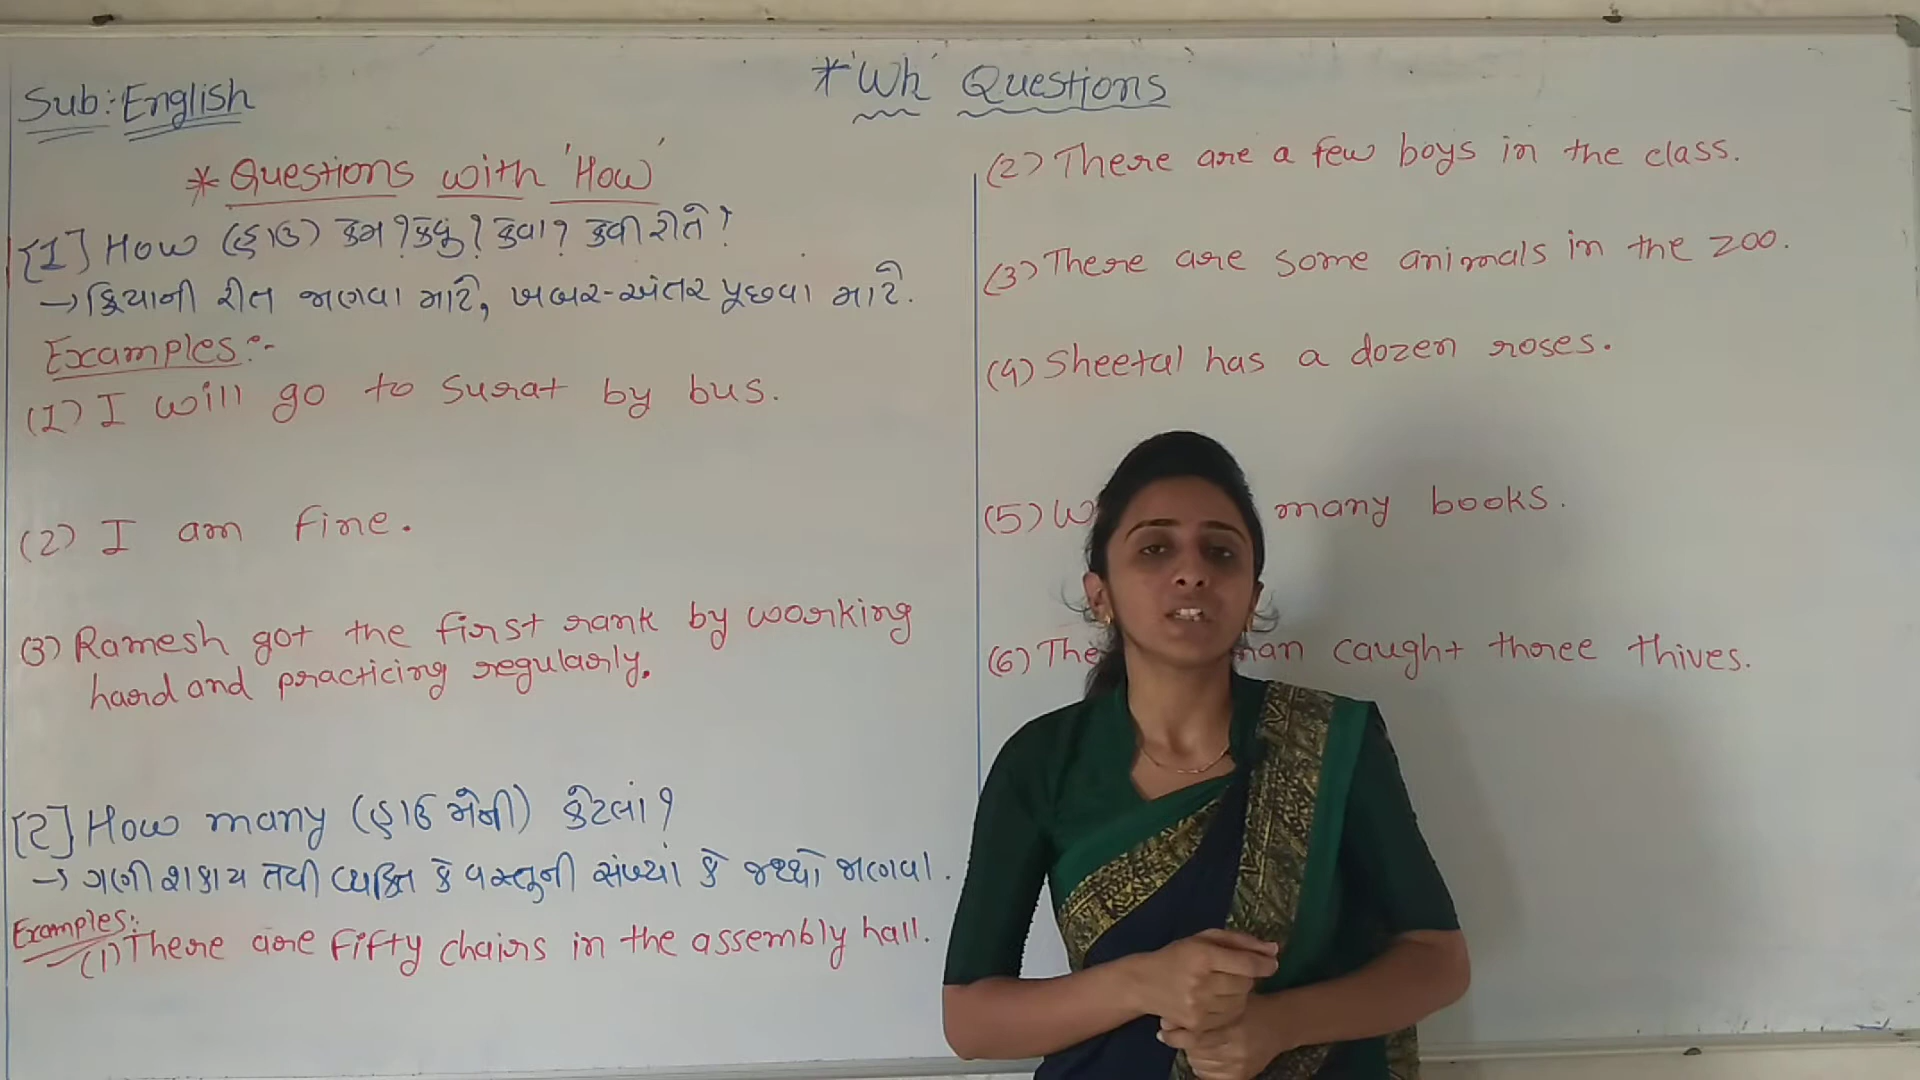 Sub: English
* 'Wh' Questions
* Questions with 'How'
[1] How (હાઉ) કેમ? કેવું? કેવા? કેવી રીતે?
→ ક્રિયાની રીત જાણવા માટે, ખબર-અંતર પૂછવા માટે.
Examples:-
(1) I will go to Surat by bus.
(2) I am fine.
(3) Ramesh got the first rank by working
hard and practicing regularly.
[2] How many (હાઉ મેની) કેટલાં?
→ ગણી શકાય તેવી વ્યક્તિ કે વસ્તુની સંખ્યા કે જથ્થો જાણવા.
Examples:
(1) There are fifty chairs in the assembly hall.
(2) There are a few boys in the class.
(3) There are some animals in the zoo.
(4) Sheetal has a dozen roses.
(5) many books.
(6) The caught three thives.